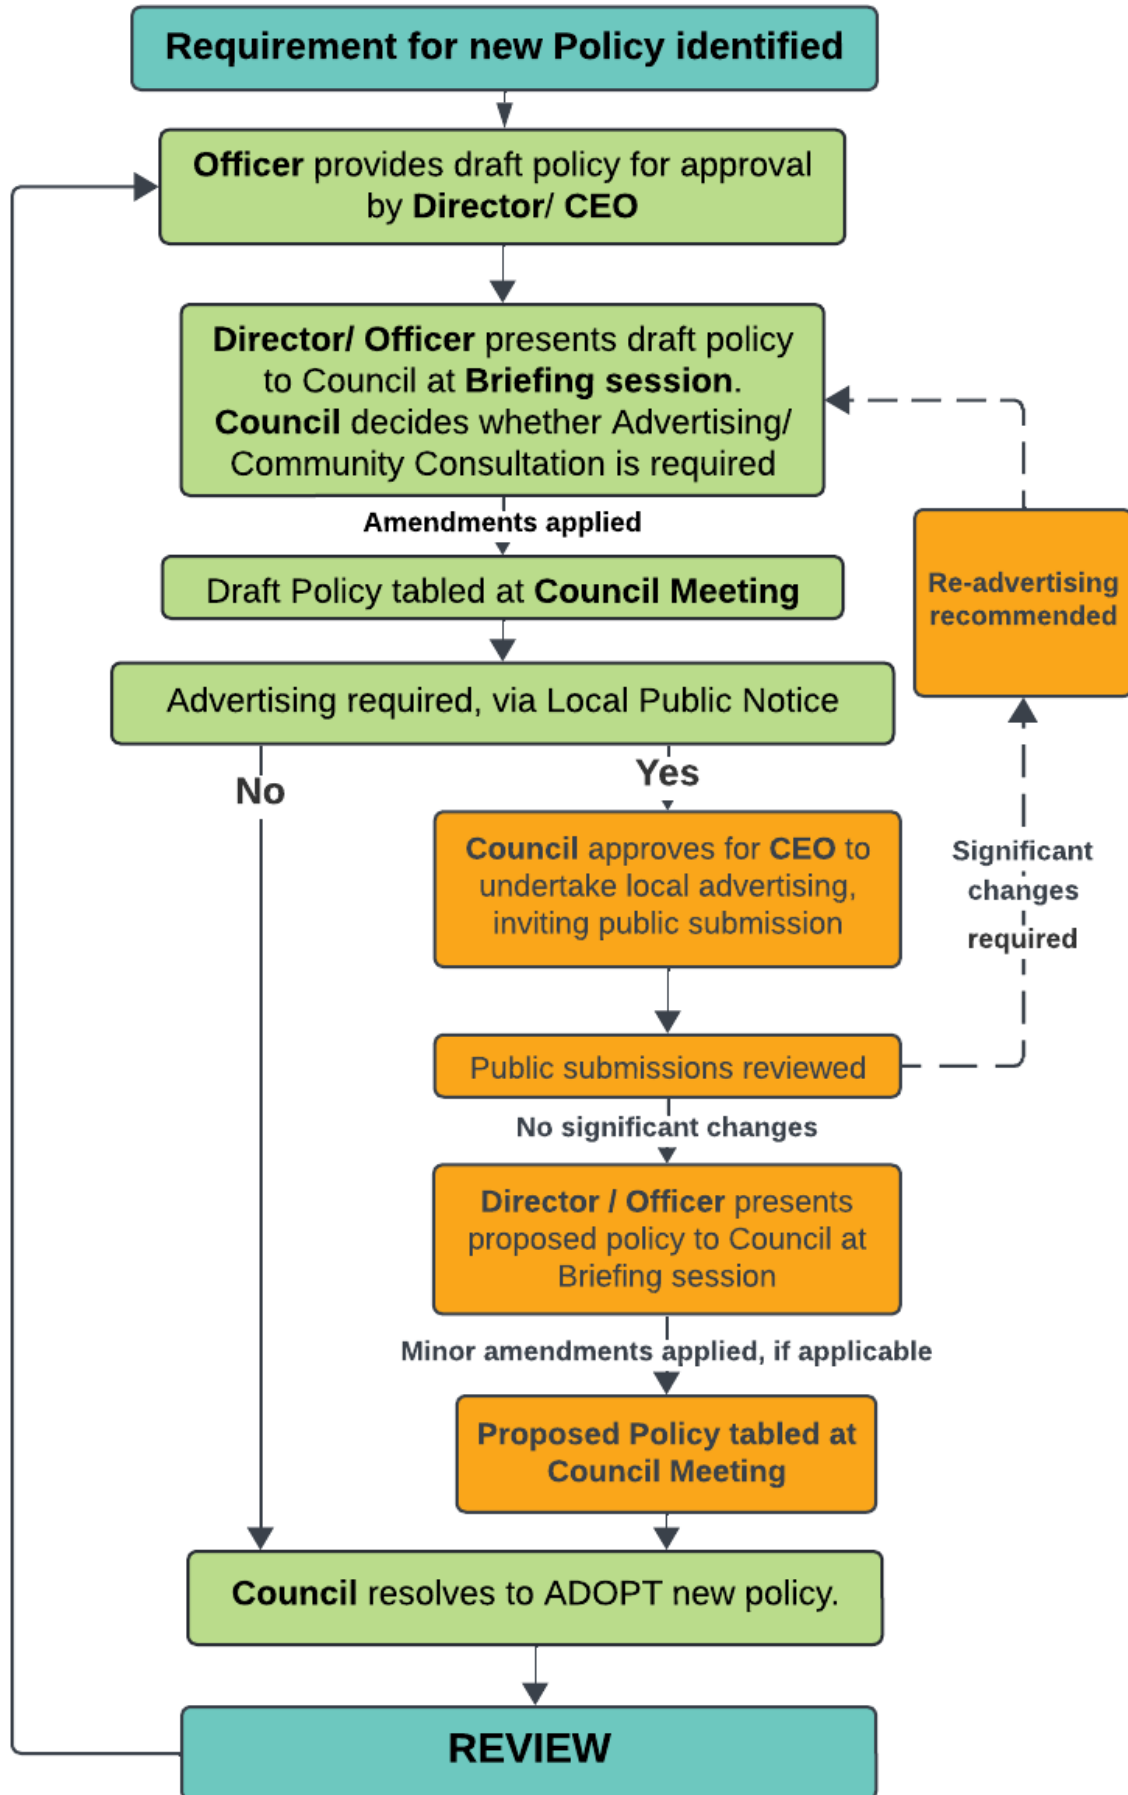 Requirement for new Policy identified
Officer provides draft policy for approval
by Director/ CEO
Director/ Officer presents draft policy
to Council at Briefing session.
Council decides whether Advertising/
Community Consultation is required
Amendments applied
Draft Policy tabled at Council Meeting
Re-advertising
recommended
Advertising required, via Local Public Notice
No
Yes
Council approves for CEO to
undertake local advertising,
inviting public submission
Significant
changes
required
Public submissions reviewed
No significant changes
Director / Officer presents
proposed policy to Council at
Briefing session
Minor amendments applied, if applicable
Proposed Policy tabled at
Council Meeting
Council resolves to ADOPT new policy.
REVIEW